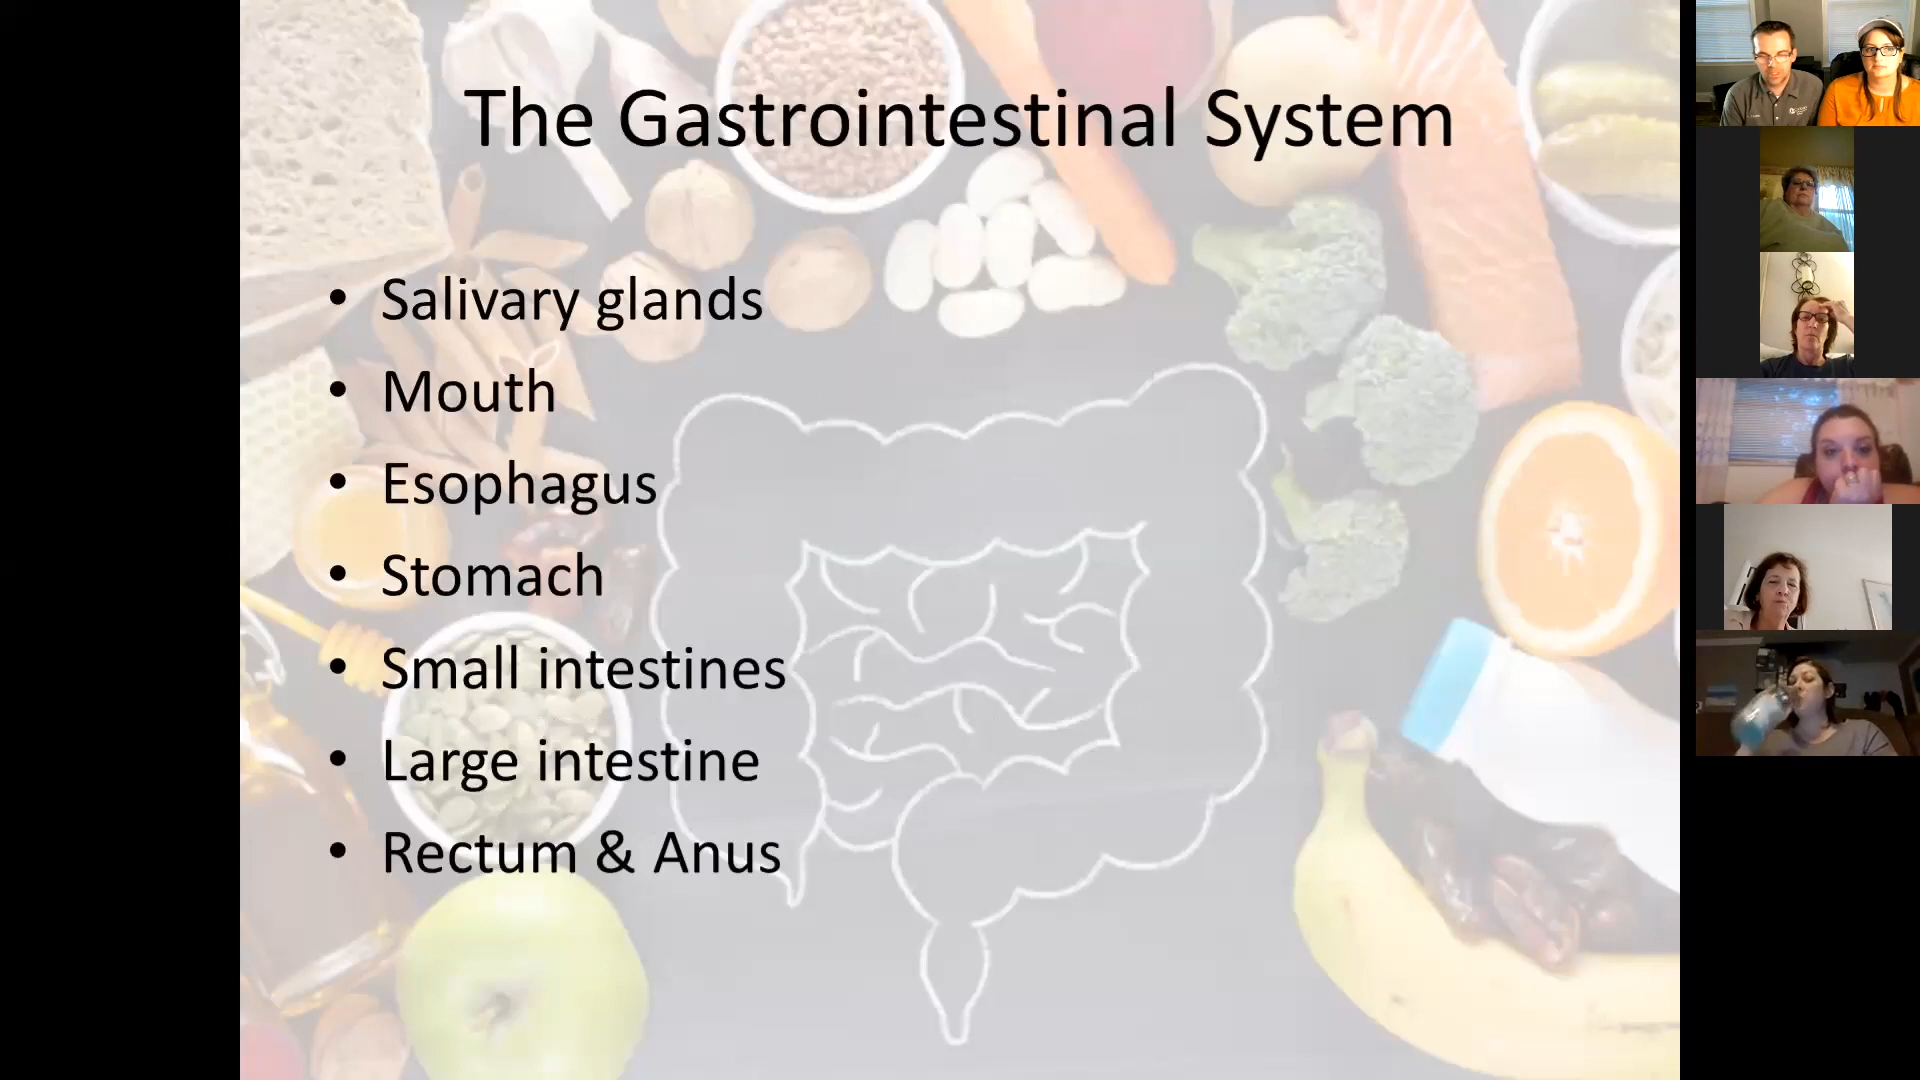 The Gastrointestinal System
• Salivary glands
• Mouth
• Esophagus
• Stomach
• Small intestines
• Large intestine
• Rectum & Anus